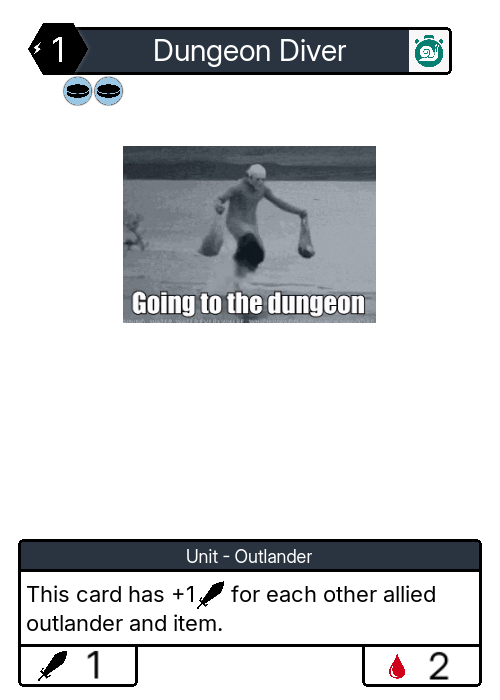 1
Dungeon Diver
Going to the dungeon
Unit - Outlander
This card has +1 for each other allied
outlander and item.
1
2